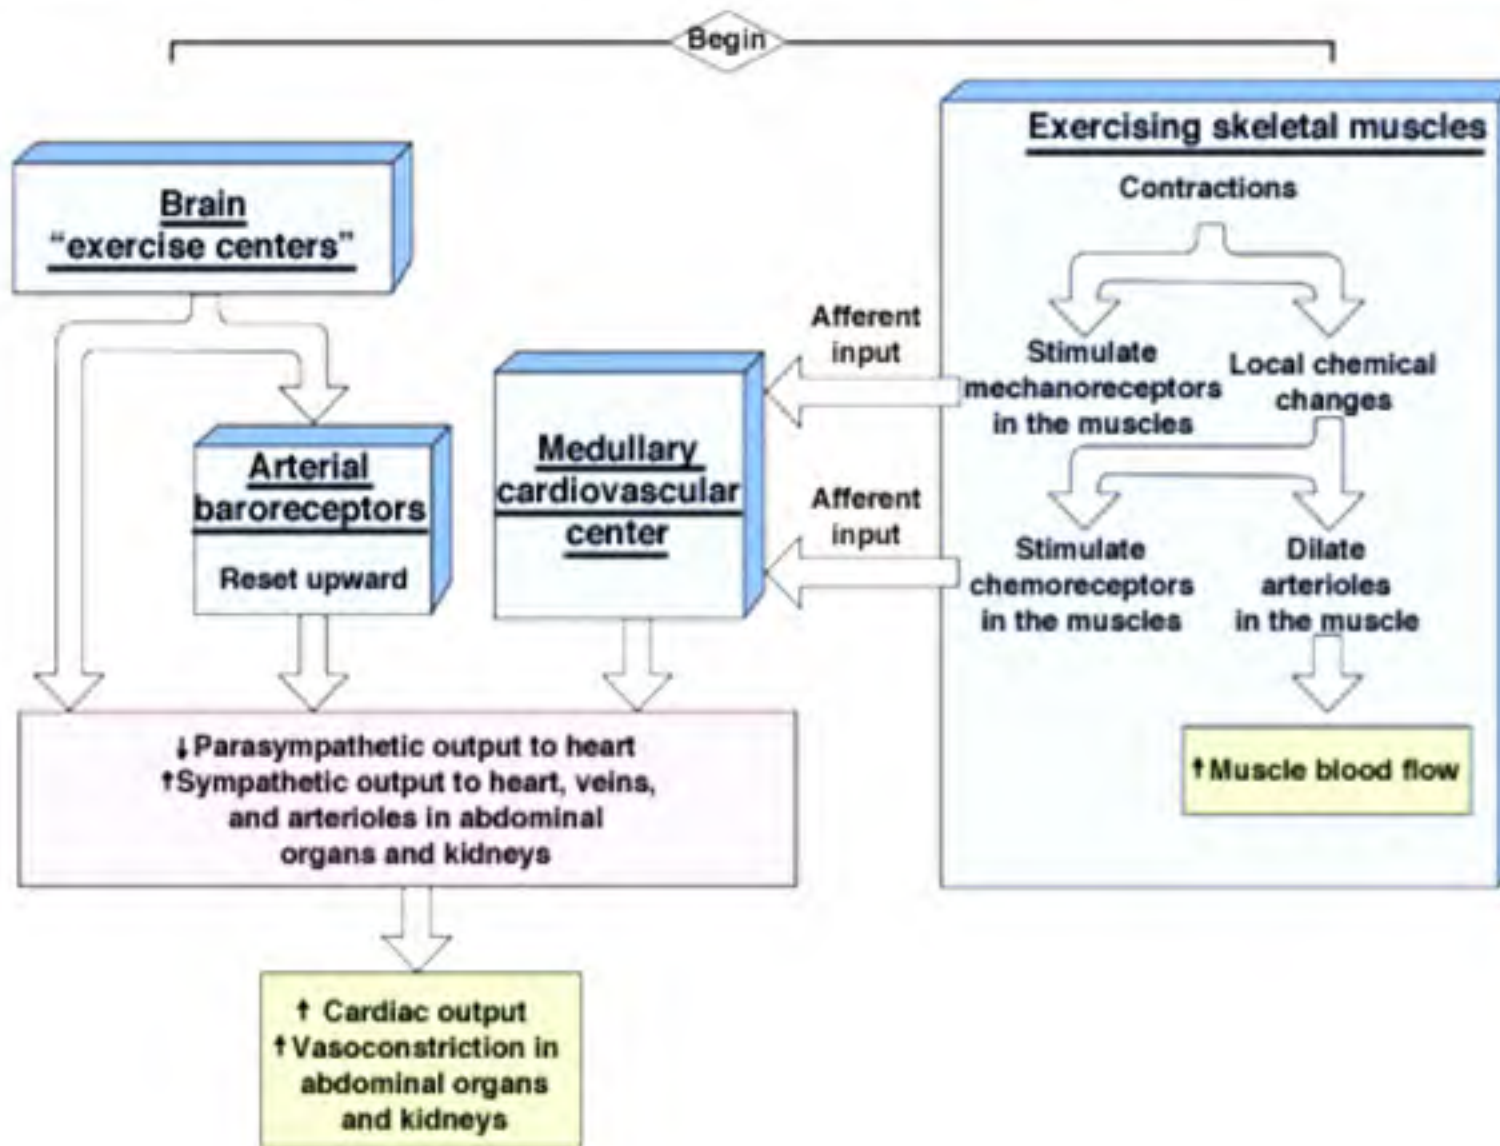 Begin
Brain
“exercise centers”
Arterial
baroreceptors
Reset upward
Medullary
cardiovascular
center
Afferent
input
Afferent
input
Exercising skeletal muscles
Contractions
Stimulate
mechanoreceptors
in the muscles
Local chemical
changes
Stimulate
chemoreceptors
in the muscles
Dilate
arterioles
in the muscle
↑Muscle blood flow
↓Parasympathetic output to heart
↑Sympathetic output to heart, veins,
and arterioles in abdominal
organs and kidneys
↑ Cardiac output
↑Vasoconstriction in
abdominal organs
and kidneys